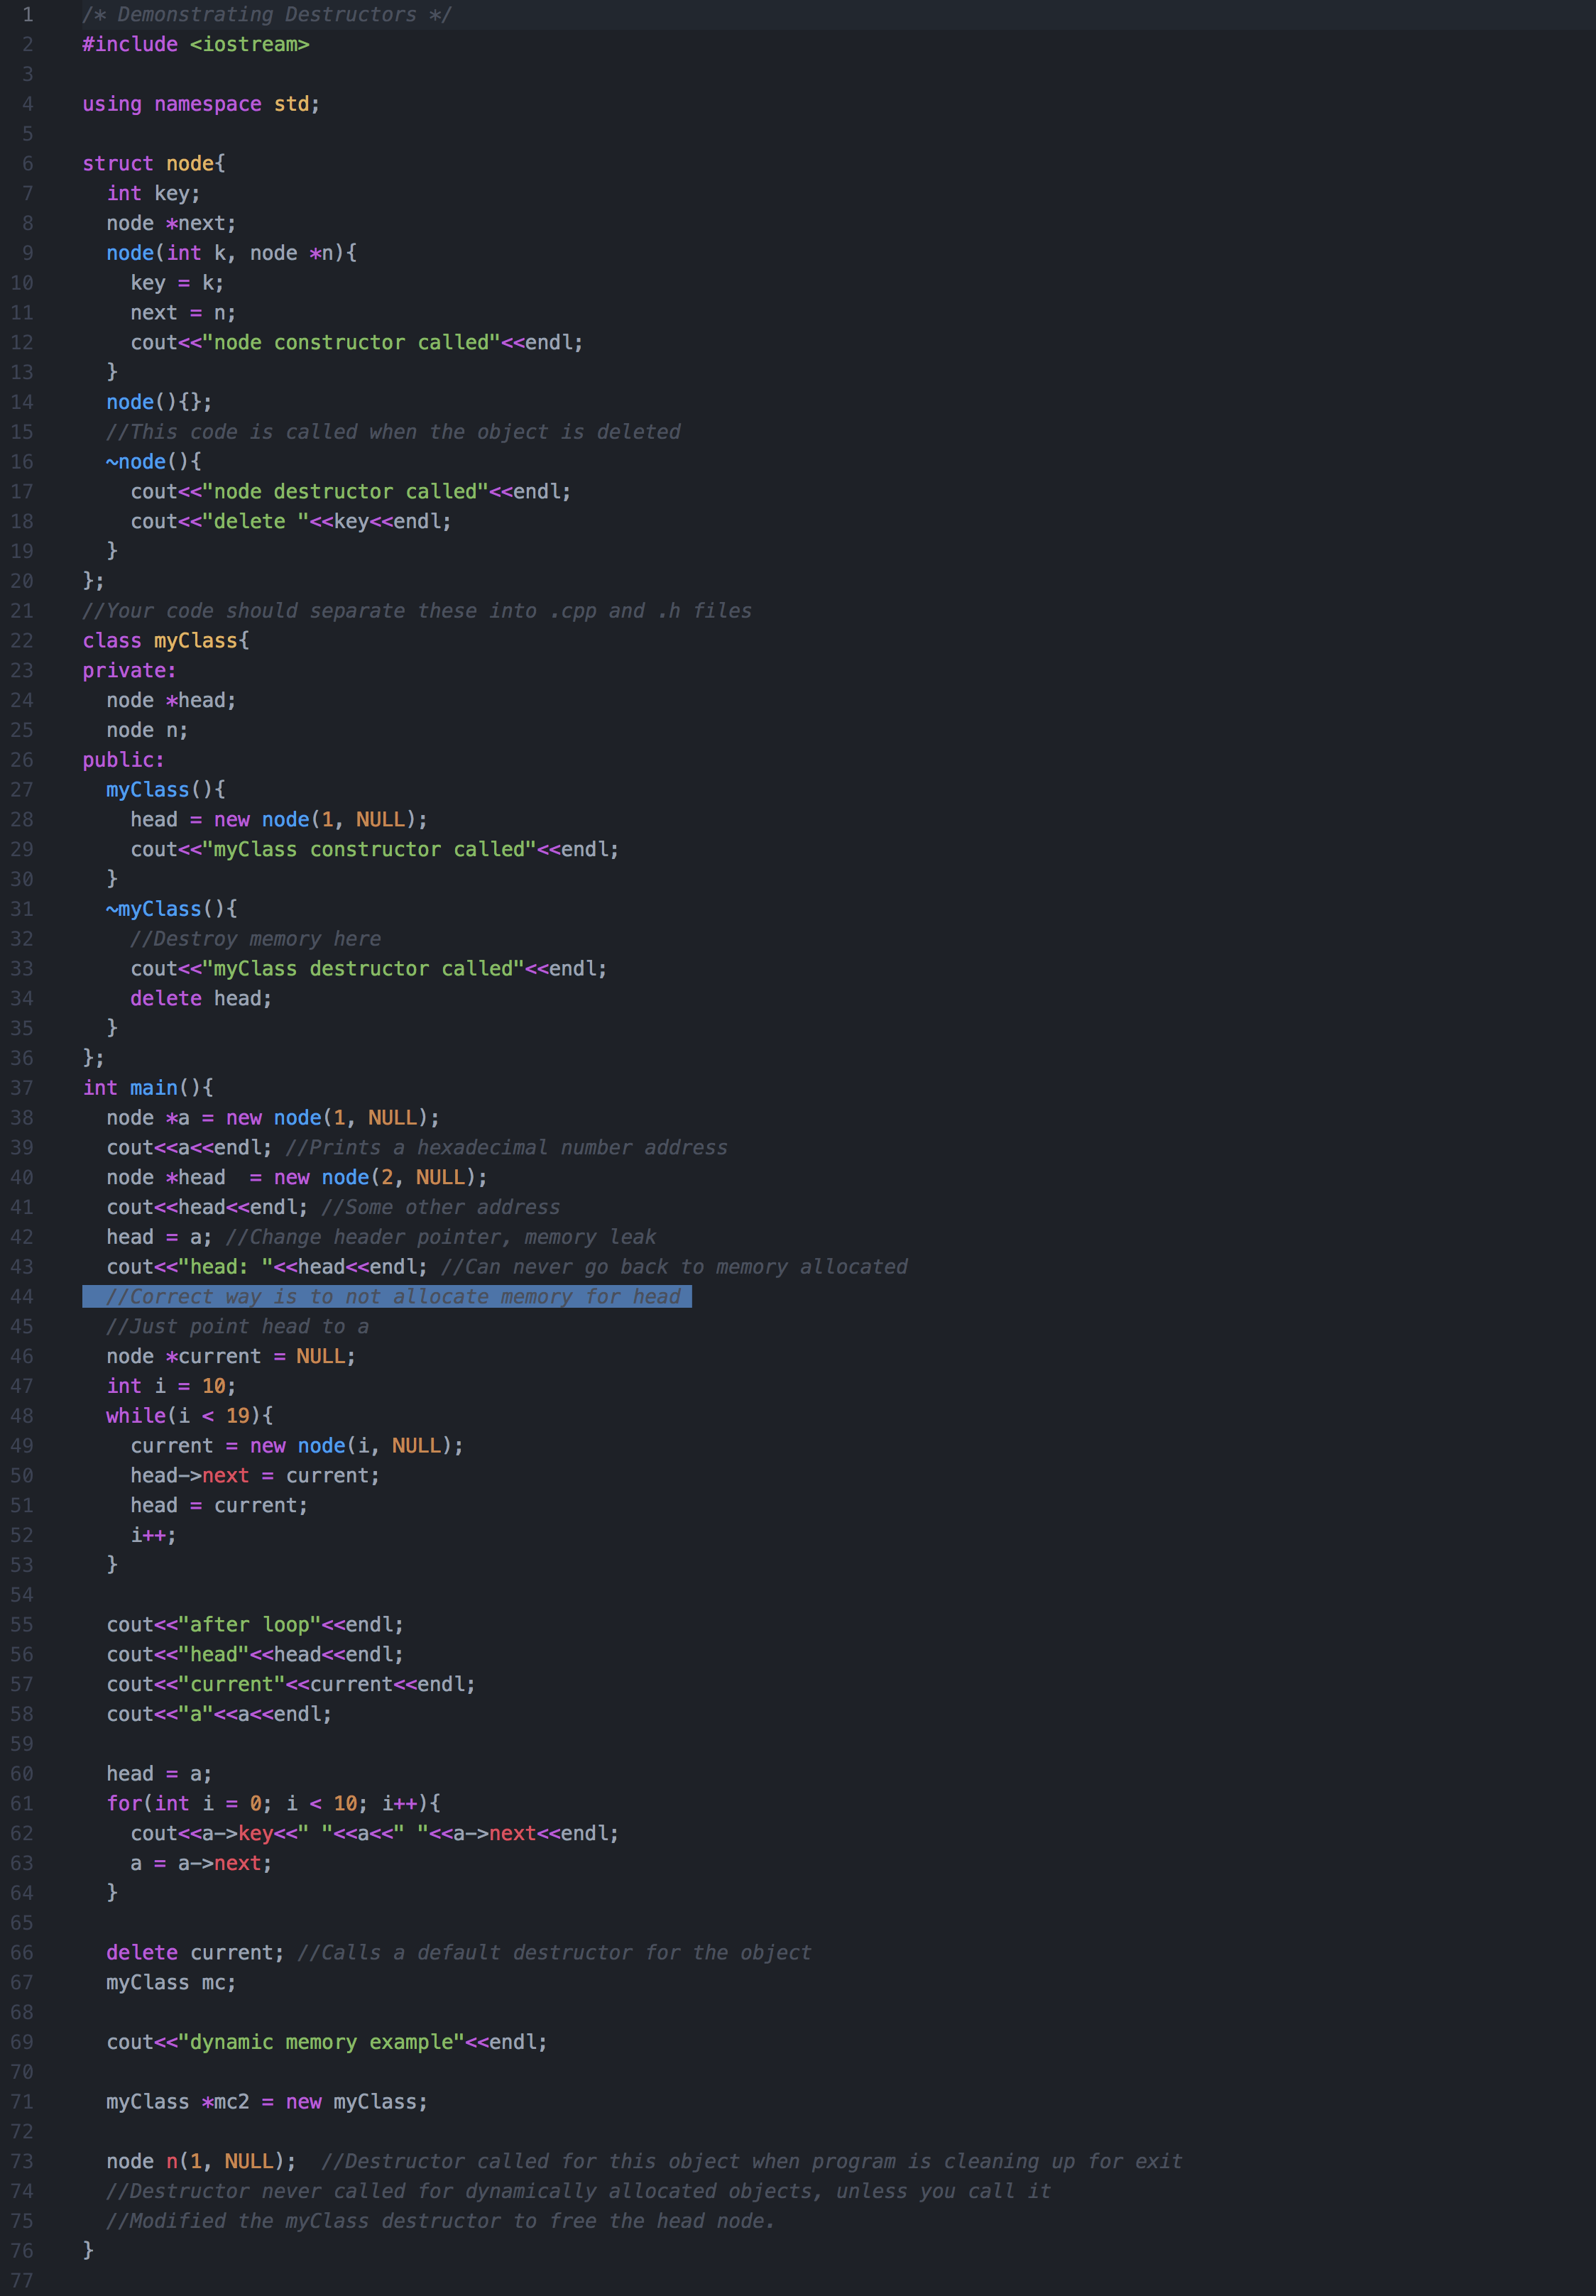 1 /* Demonstrating Destructors */
2 #include <iostream>
3
4 using namespace std;
5
6 struct node{
7   int key;
8   node *next;
9   node(int k, node *n){
10     key = k;
11     next = n;
12     cout<<"node constructor called"<<endl;
13   }
14   node(){};
15   //This code is called when the object is deleted
16   ~node(){
17     cout<<"node destructor called"<<endl;
18     cout<<"delete "<<key<<endl;
19   }
20 };
21 //Your code should separate these into .cpp and .h files
22 class myClass{
23 private:
24   node *head;
25   node n;
26 public:
27   myClass(){
28     head = new node(1, NULL);
29     cout<<"myClass constructor called"<<endl;
30   }
31   ~myClass(){
32     //Destroy memory here
33     cout<<"myClass destructor called"<<endl;
34     delete head;
35   }
36 };
37 int main(){
38   node *a = new node(1, NULL);
39   cout<<a<<endl; //Prints a hexadecimal number address
40   node *head  = new node(2, NULL);
41   cout<<head<<endl; //Some other address
42   head = a; //Change header pointer, memory leak
43   cout<<"head: "<<head<<endl; //Can never go back to memory allocated
44   //Correct way is to not allocate memory for head
45   //Just point head to a
46   node *current = NULL;
47   int i = 10;
48   while(i < 19){
49     current = new node(i, NULL);
50     head->next = current;
51     head = current;
52     i++;
53   }
54
55   cout<<"after loop"<<endl;
56   cout<<"head"<<head<<endl;
57   cout<<"current"<<current<<endl;
58   cout<<"a"<<a<<endl;
59
60   head = a;
61   for(int i = 0; i < 10; i++){
62     cout<<a->key<<" "<<a<<" "<<a->next<<endl;
63     a = a->next;
64   }
65
66   delete current; //Calls a default destructor for the object
67   myClass mc;
68
69   cout<<"dynamic memory example"<<endl;
70
71   myClass *mc2 = new myClass;
72
73   node n(1, NULL);  //Destructor called for this object when program is cleaning up for exit
74   //Destructor never called for dynamically allocated objects, unless you call it
75   //Modified the myClass destructor to free the head node.
76 }
77